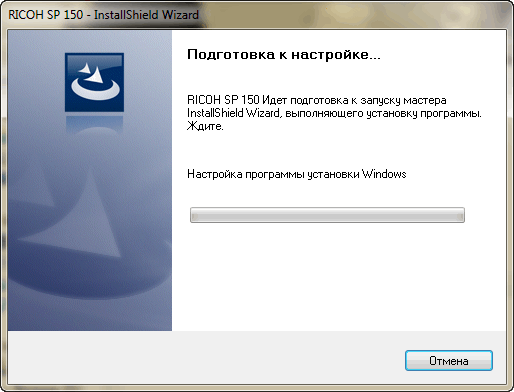 RICOH SP 150 - InstallShield Wizard
Подготовка к настройке...
RICOH SP 150 Идет подготовка к запуску мастера
InstallShield Wizard, выполняющего установку программы.
Ждите.
Настройка программы установки Windows
Отмена